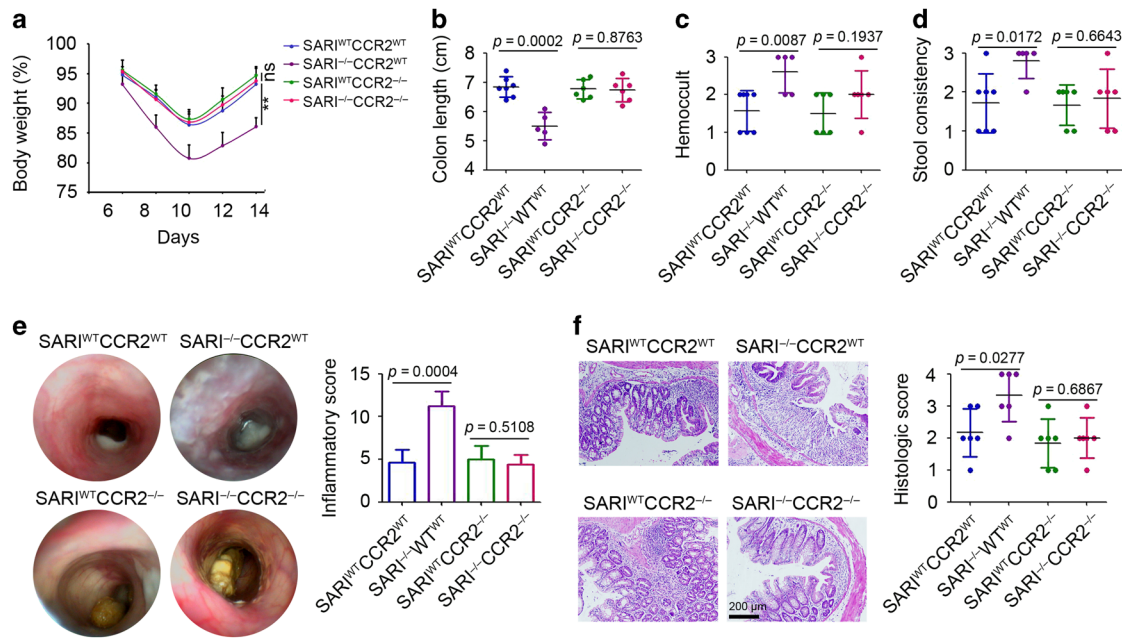 a
Body weight (%)
100
95
90
85
80
75
6 8 10 12 14
Days
ns
**
SARI^WTCCR2^WT
SARI^−/−CCR2^WT
SARI^WTCCR2^−/−
SARI^−/−CCR2^−/−
b
p = 0.0002
p = 0.8763
Colon length (cm)
8
7
6
5
4
SARI^WTCCR2^WT
SARI^−/−WT^WT
SARI^WTCCR2^−/−
SARI^−/−CCR2^−/−
c
p = 0.0087
p = 0.1937
Hemoccult
3
2
1
0
SARI^WTCCR2^WT
SARI^−/−WT^WT
SARI^WTCCR2^−/−
SARI^−/−CCR2^−/−
d
p = 0.0172
p = 0.6643
Stool consistency
3
2
1
0
SARI^WTCCR2^WT
SARI^−/−WT^WT
SARI^WTCCR2^−/−
SARI^−/−CCR2^−/−
e
SARI^WTCCR2^WT
SARI^−/−CCR2^WT
SARI^WTCCR2^−/−
SARI^−/−CCR2^−/−
Inflammatory score
15
10
5
0
p = 0.0004
p = 0.5108
SARI^WTCCR2^WT
SARI^−/−WT^WT
SARI^WTCCR2^−/−
SARI^−/−CCR2^−/−
f
SARI^WTCCR2^WT
SARI^−/−CCR2^WT
SARI^WTCCR2^−/−
SARI^−/−CCR2^−/−
200 µm
Histologic score
4
3
2
1
0
p = 0.0277
p = 0.6867
SARI^WTCCR2^WT
SARI^−/−WT^WT
SARI^WTCCR2^−/−
SARI^−/−CCR2^−/−